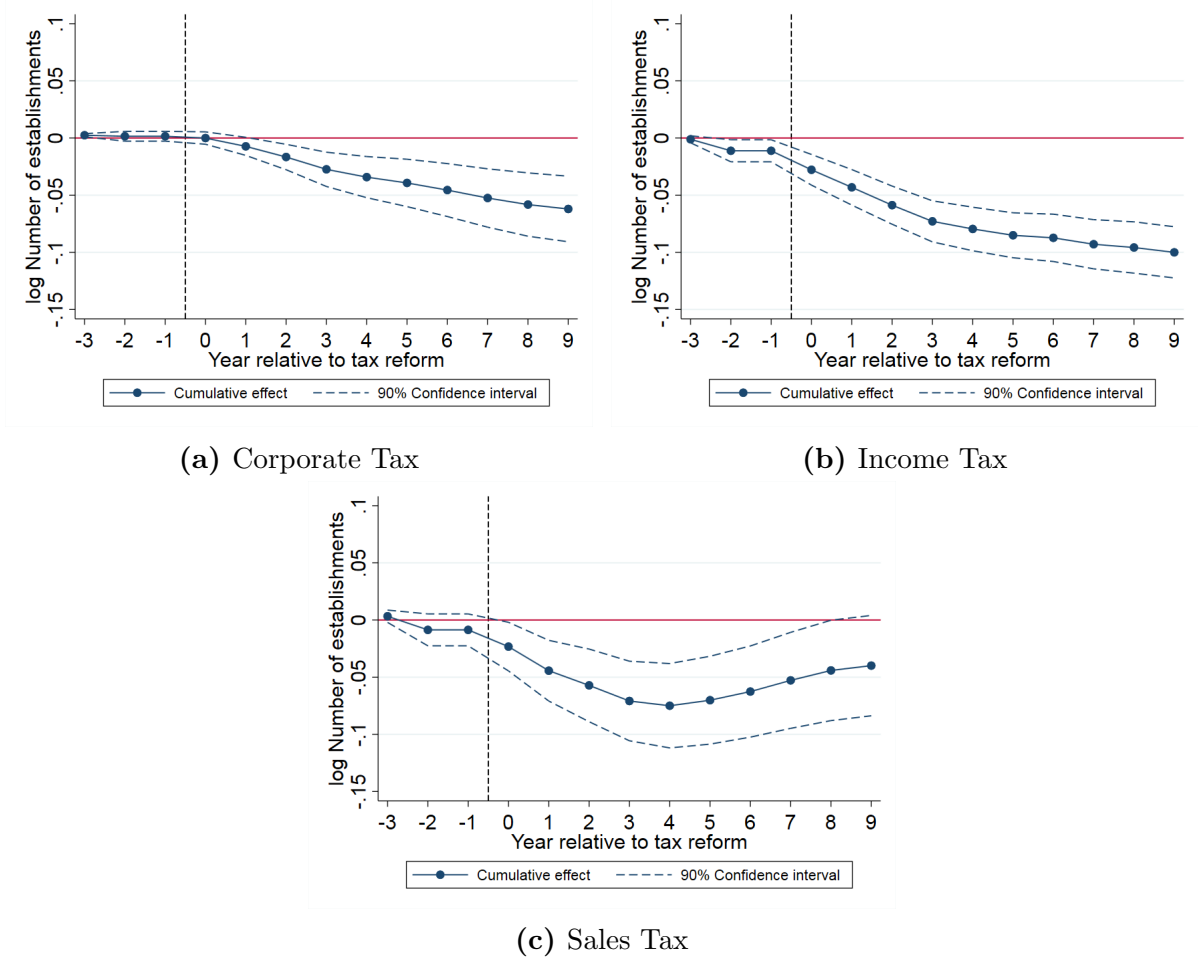 log Number of establishments
.1
.05
0
-.05
-.1
-.15
-3 -2 -1 0 1 2 3 4 5 6 7 8 9
Year relative to tax reform
Cumulative effect 90% Confidence interval
(a) Corporate Tax
log Number of establishments
.1
.05
0
-.05
-.1
-.15
-3 -2 -1 0 1 2 3 4 5 6 7 8 9
Year relative to tax reform
Cumulative effect 90% Confidence interval
(b) Income Tax
log Number of establishments
.1
.05
0
-.05
-.1
-.15
-3 -2 -1 0 1 2 3 4 5 6 7 8 9
Year relative to tax reform
Cumulative effect 90% Confidence interval
(c) Sales Tax